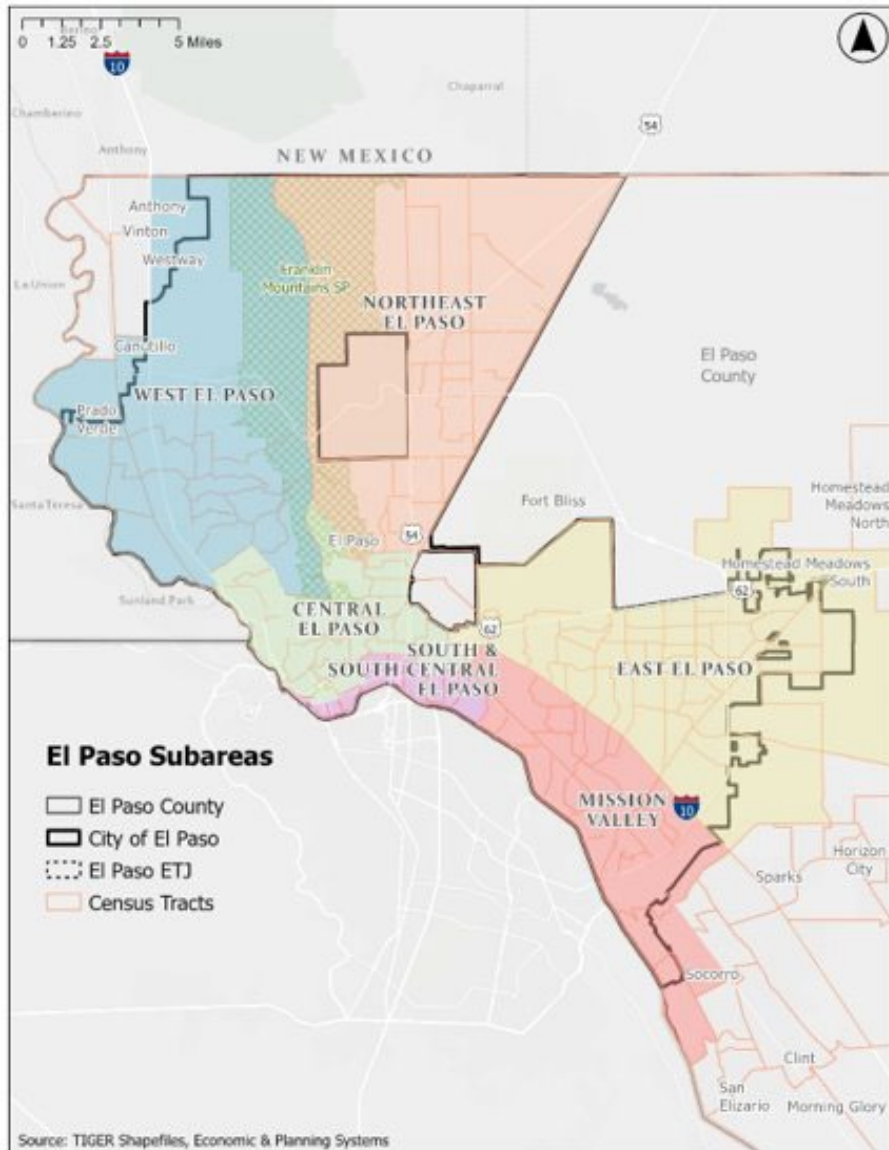 Berino
0 1.25 2.5 5 Miles
10
Chaparral
Chamberino
54
Anthony
NEW MEXICO
Anthony
Vinton
Westway
La Union
Franklin
Mountains SP
NORTHEAST
EL PASO
Canutillo
El Paso
County
WEST EL PASO
Prado
Verde
Santa Teresa
Fort Bliss
Homestead
Meadows
North
54
El Paso
Homestead Meadows
South
62
Sunland Park
CENTRAL
EL PASO
62
SOUTH &
SOUTH CENTRAL
EL PASO
EAST EL PASO
El Paso Subareas
El Paso County
City of El Paso
El Paso ETJ
Census Tracts
MISSION
VALLEY
10
Horizon
City
Sparks
Socorro
Clint
San
Elizario
Morning Glory
Source: TIGER Shapefiles, Economic & Planning Systems